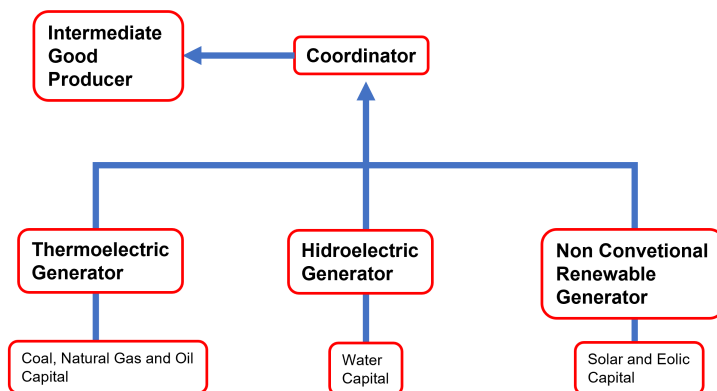 Intermediate
Good
Producer
Coordinator
Thermoelectric
Generator
Hidroelectric
Generator
Non Convetional
Renewable
Generator
Coal, Natural Gas and Oil
Capital
Water
Capital
Solar and Eolic
Capital